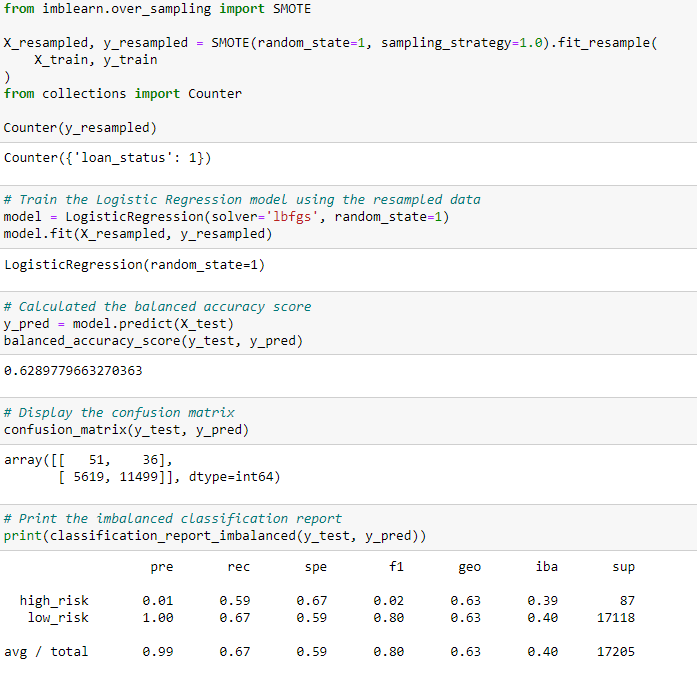 from imblearn.over_sampling import SMOTE
X_resampled, y_resampled = SMOTE(random_state=1, sampling_strategy=1.0).fit_resample(
    X_train, y_train
)
from collections import Counter
Counter(y_resampled)
Counter({'loan_status': 1})
# Train the Logistic Regression model using the resampled data
model = LogisticRegression(solver='lbfgs', random_state=1)
model.fit(X_resampled, y_resampled)
LogisticRegression(random_state=1)
# Calculated the balanced accuracy score
y_pred = model.predict(X_test)
balanced_accuracy_score(y_test, y_pred)
0.6289779663270363
# Display the confusion matrix
confusion_matrix(y_test, y_pred)
array([[   51,    36],
       [ 5619, 11499]], dtype=int64)
# Print the imbalanced classification report
print(classification_report_imbalanced(y_test, y_pred))
                   pre       rec       spe        f1       geo       iba       sup
  high_risk       0.01      0.59      0.67      0.02      0.63      0.39        87
   low_risk       1.00      0.67      0.59      0.80      0.63      0.40     17118
avg / total       0.99      0.67      0.59      0.80      0.63      0.40     17205